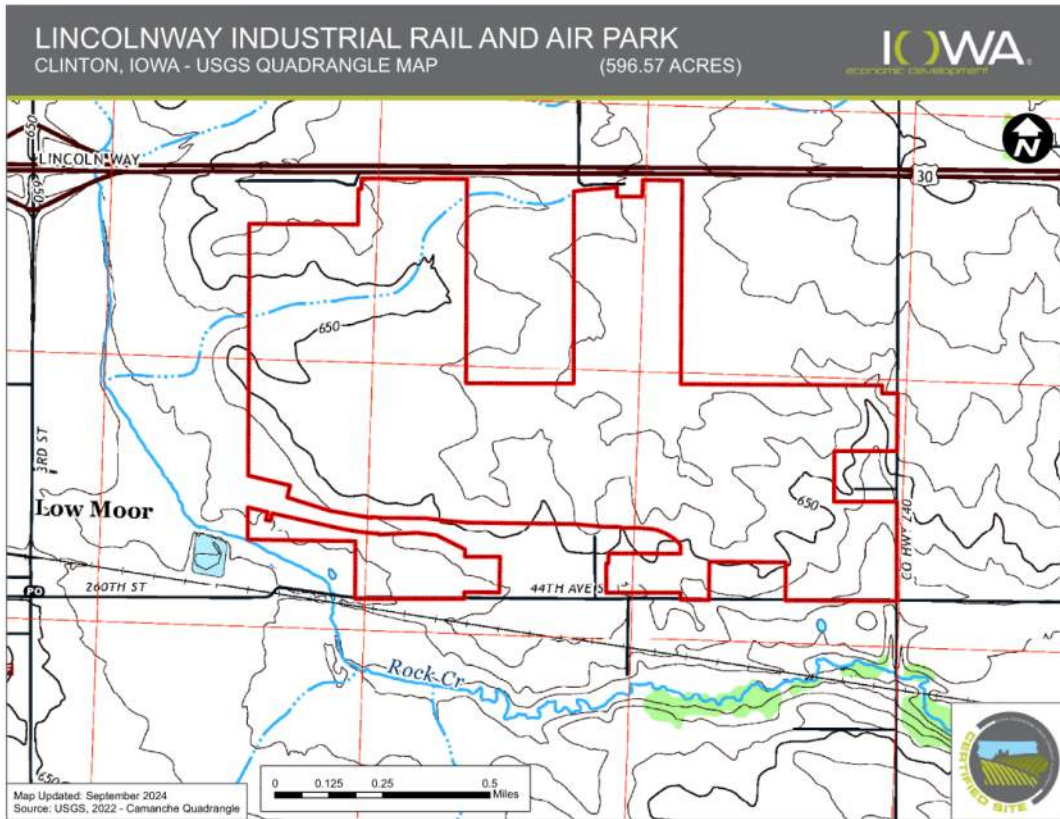 LINCOLNWAY INDUSTRIAL RAIL AND AIR PARK
CLINTON, IOWA - USGS QUADRANGLE MAP (596.57 ACRES)
IOWA
economic development
N
650
LINCOLN WAY
650
30
650
3RD ST
650
CO HWY Z40
Low Moor
260TH ST
44TH AVE S
PO
Rock Cr
650
0 0.125 0.25 0.5
Miles
Map Updated: September 2024
Source: USGS, 2022 - Camanche Quadrangle
CERTIFIED SITE